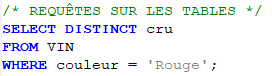 /* REQUÊTES SUR LES TABLES */
SELECT DISTINCT cru
FROM VIN
WHERE couleur = 'Rouge';